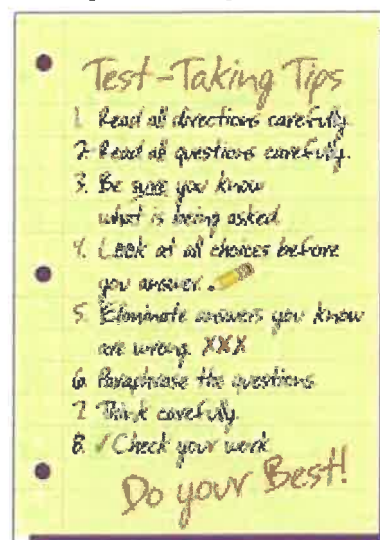 Test-Taking Tips
1. Read all directions carefully.
2. Read all questions carefully.
3. Be sure you know
what is being asked.
4. Look at all choices before
you answer.
5. Eliminate answers you know
are wrong. XXX
6. Paraphrase the questions.
7. Think carefully.
8. ✓Check your work
Do your Best!